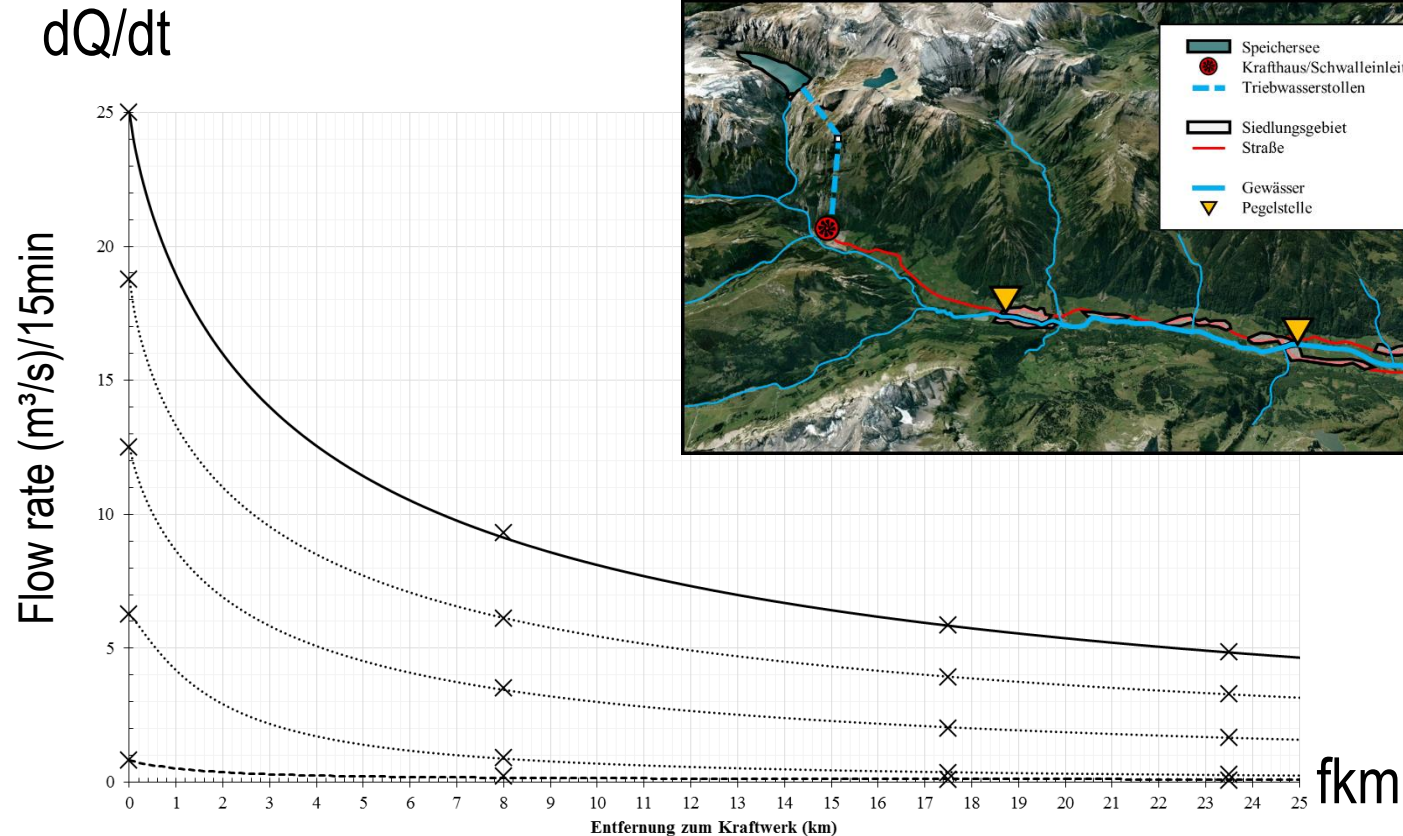 dQ/dt
Flow rate (m³/s)/15min
25
20
15
10
5
0
0 1 2 3 4 5 6 7 8 9 10 11 12 13 14 15 16 17 18 19 20 21 22 23 24 25
Entfernung zum Kraftwerk (km)
fkm
Speichersee
Krafthaus/Schwalleinleit
Triebwasserstollen
Siedlungsgebiet
Straße
Gewässer
Pegelstelle